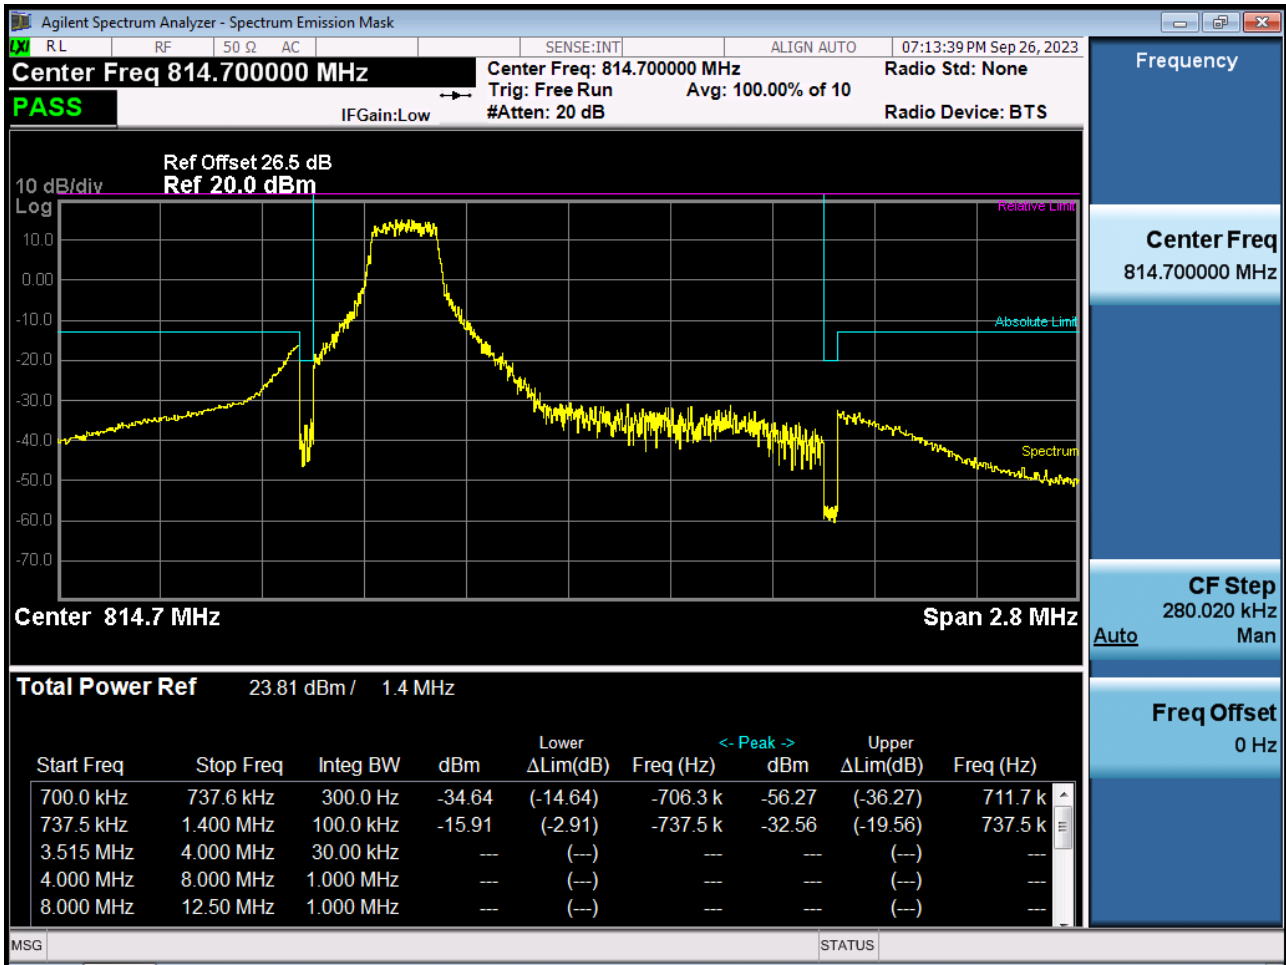 Agilent Spectrum Analyzer - Spectrum Emission Mask
LXI RL RF 50 Ω AC SENSE:INT ALIGN AUTO 07:13:39 PM Sep 26, 2023
Center Freq 814.700000 MHz
Center Freq: 814.700000 MHz Radio Std: None
Trig: Free Run Avg: 100.00% of 10
PASS IFGain:Low #Atten: 20 dB Radio Device: BTS
Ref Offset 26.5 dB
10 dB/div Ref 20.0 dBm
Log
Relative Limit
10.0
0.00
-10.0
Absolute Limit
-20.0
-30.0
-40.0
Spectrum
-50.0
-60.0
-70.0
Center 814.7 MHz Span 2.8 MHz
Total Power Ref 23.81 dBm / 1.4 MHz
Lower <- Peak -> Upper
Start Freq Stop Freq Integ BW dBm ΔLim(dB) Freq (Hz) dBm ΔLim(dB) Freq (Hz)
700.0 kHz 737.6 kHz 300.0 Hz -34.64 (-14.64) -706.3 k -56.27 (-36.27) 711.7 k
737.5 kHz 1.400 MHz 100.0 kHz -15.91 (-2.91) -737.5 k -32.56 (-19.56) 737.5 k
3.515 MHz 4.000 MHz 30.00 kHz --- (---) --- --- (---) ---
4.000 MHz 8.000 MHz 1.000 MHz --- (---) --- --- (---) ---
8.000 MHz 12.50 MHz 1.000 MHz --- (---) --- --- (---) ---
MSG STATUS
Frequency
Center Freq
814.700000 MHz
CF Step
280.020 kHz
Auto Man
Freq Offset
0 Hz